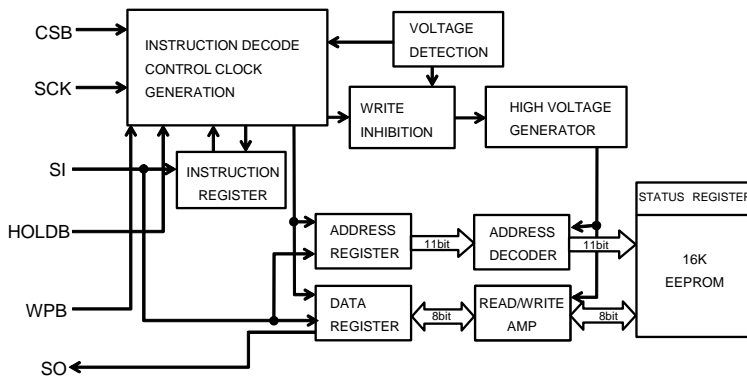 CSB
INSTRUCTION DECODE
CONTROL CLOCK
GENERATION
VOLTAGE
DETECTION
SCK
WRITE
INHIBITION
HIGH VOLTAGE
GENERATOR
SI
INSTRUCTION
REGISTER
STATUS REGISTER
HOLDB
ADDRESS
REGISTER
11bit
ADDRESS
DECODER
11bit
16K
EEPROM
WPB
DATA
REGISTER
8bit
READ/WRITE
AMP
8bit
SO